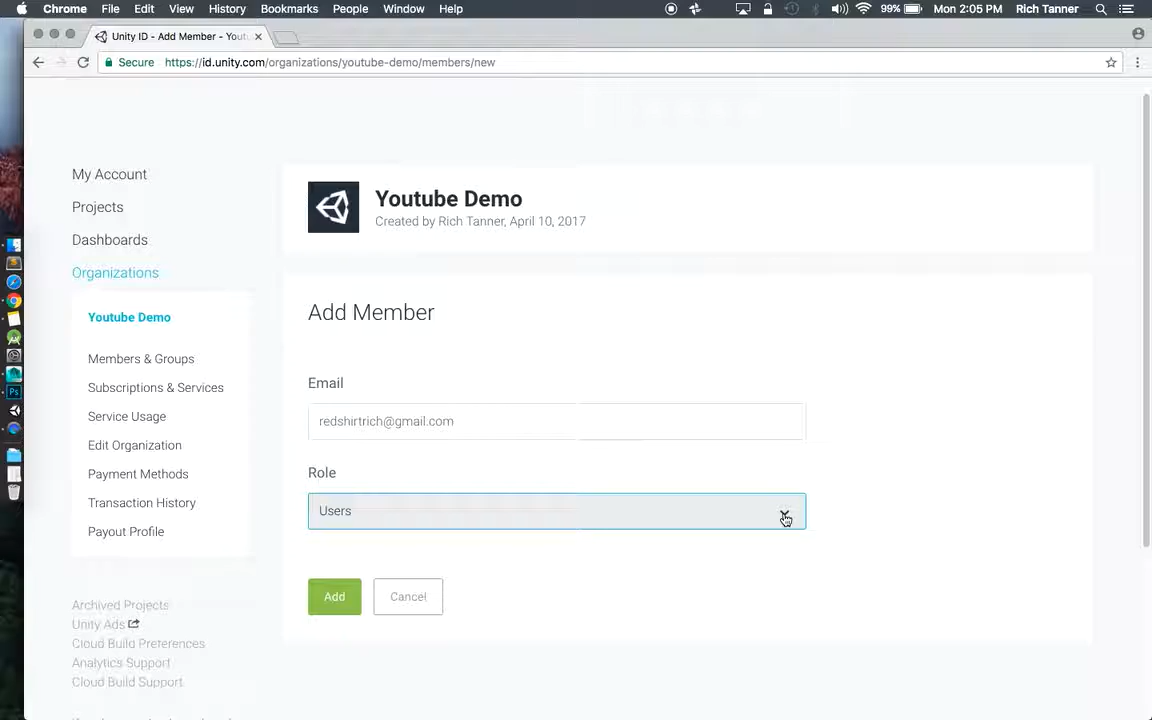 Chrome File Edit View History Bookmarks People Window Help 99% Mon 2:05 PM Rich Tanner
Unity ID - Add Member - Yout
Secure https://id.unity.com/organizations/youtube-demo/members/new
My Account
Projects
Dashboards
Organizations
Youtube Demo
Members & Groups
Subscriptions & Services
Service Usage
Edit Organization
Payment Methods
Transaction History
Payout Profile
Archived Projects
Unity Ads
Cloud Build Preferences
Analytics Support
Cloud Build Support
Youtube Demo
Created by Rich Tanner, April 10, 2017
Add Member
Email
redshirtrich@gmail.com
Role
Users
Add Cancel
Ps